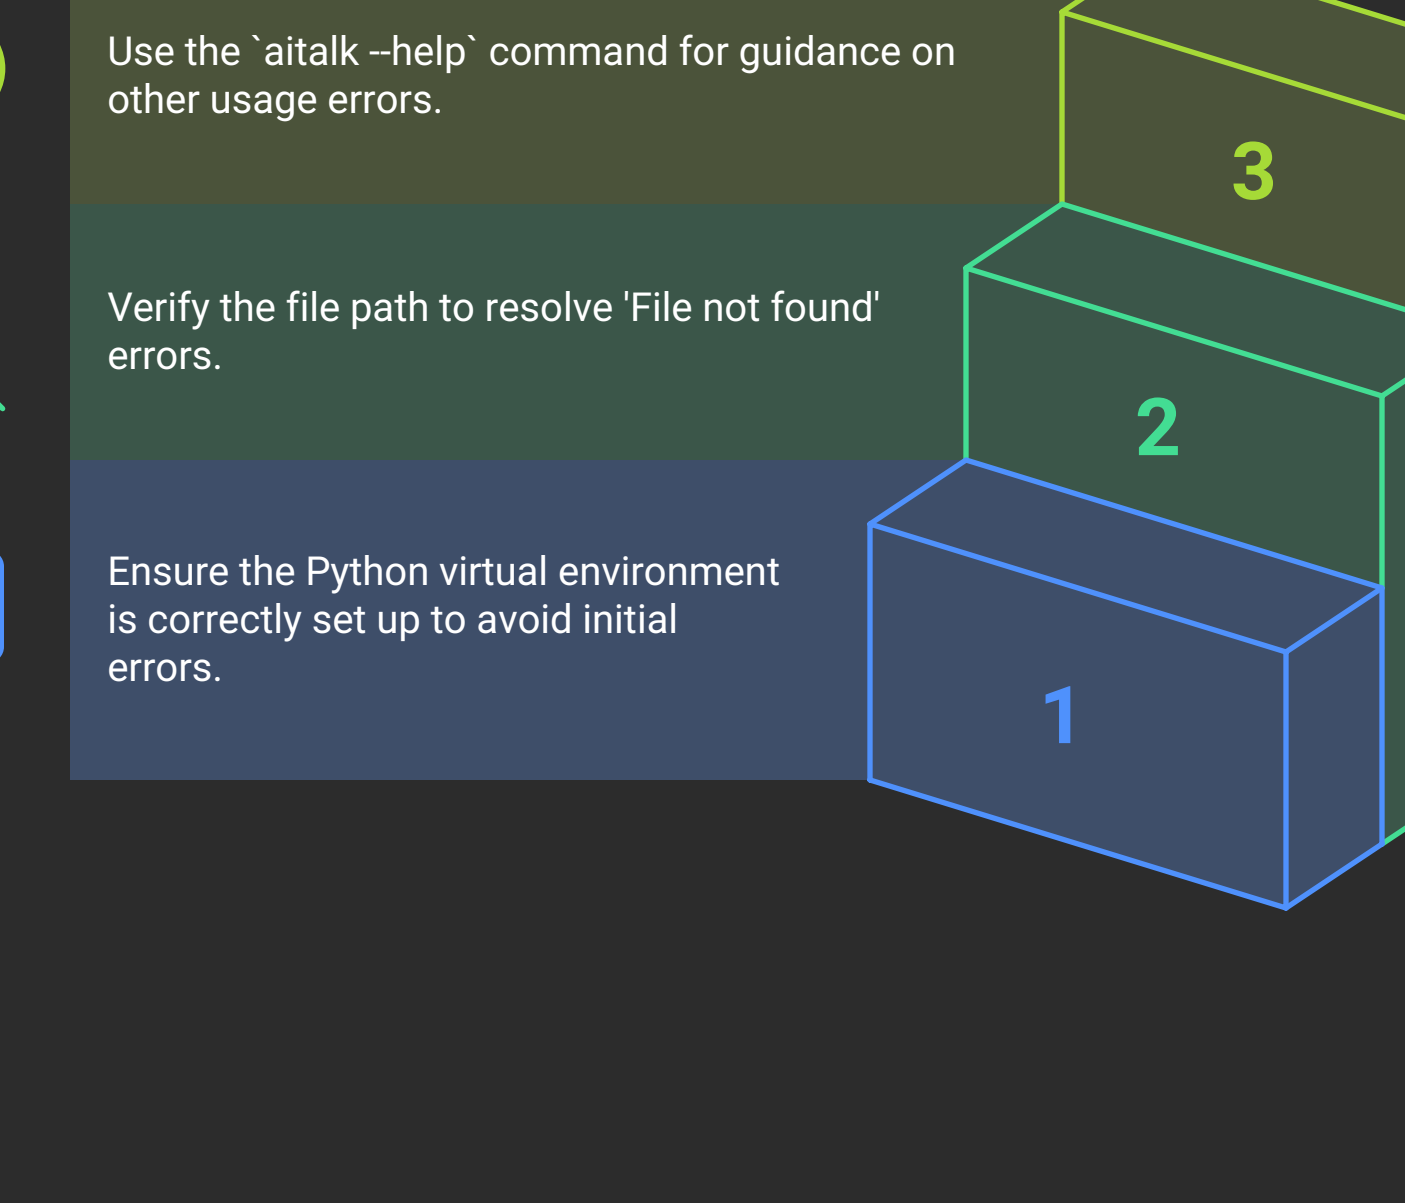 Use the `aitalk --help` command for guidance on
other usage errors.
3
Verify the file path to resolve 'File not found'
errors.
2
Ensure the Python virtual environment
is correctly set up to avoid initial
errors.
1